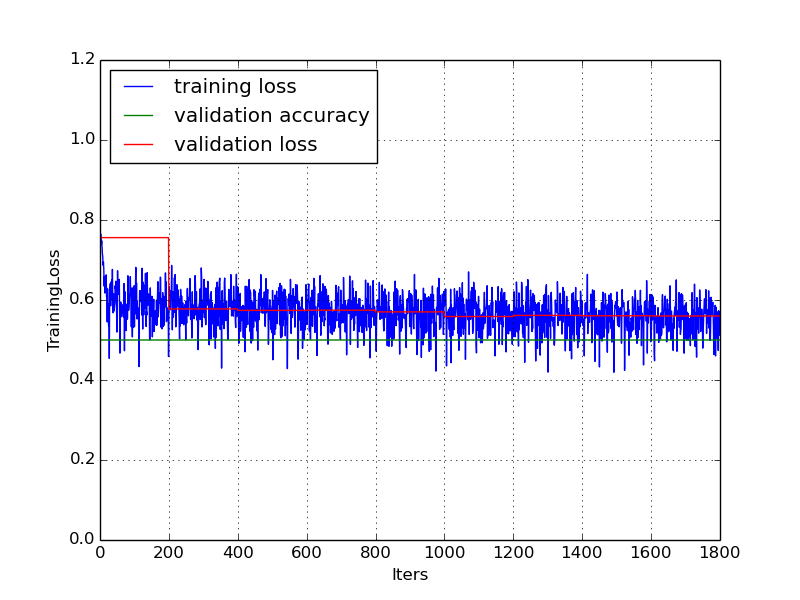 1.2
1.0
0.8
0.6
0.4
0.2
0.0
training loss
validation accuracy
validation loss
TrainingLoss
0 200 400 600 800 1000 1200 1400 1600 1800
Iters